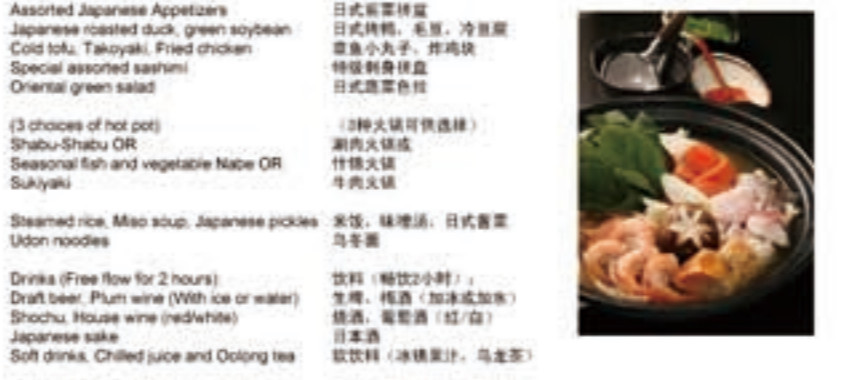 Assorted Japanese Appetizers 日式前菜拼盆
Japanese roasted duck, green soybean 日式烤鸭、毛豆、冷豆腐
Cold tofu, Takoyaki, Fried chicken 章鱼小丸子、炸鸡块
Special assorted sashimi 特级刺身拼盘
Oriental green salad 日式蔬菜色拉
(3 choices of hot pot) （3种火锅可供选择）
Shabu-Shabu OR 涮肉火锅或
Seasonal fish and vegetable Nabe OR 什锦火锅
Sukiyaki 牛肉火锅
Steamed rice, Miso soup, Japanese pickles 米饭、味噌汤、日式酱菜
Udon noodles 乌冬面
Drinks (Free flow for 2 hours) 饮料（畅饮2小时）：
Draft beer, Plum wine (With ice or water) 生啤、梅酒（加冰或加水）
Shochu, House wine (red/white) 烧酒、葡萄酒（红/白）
Japanese sake 日本酒
Soft drinks, Chilled juice and Oolong tea 软饮料（冰镇果汁、乌龙茶）